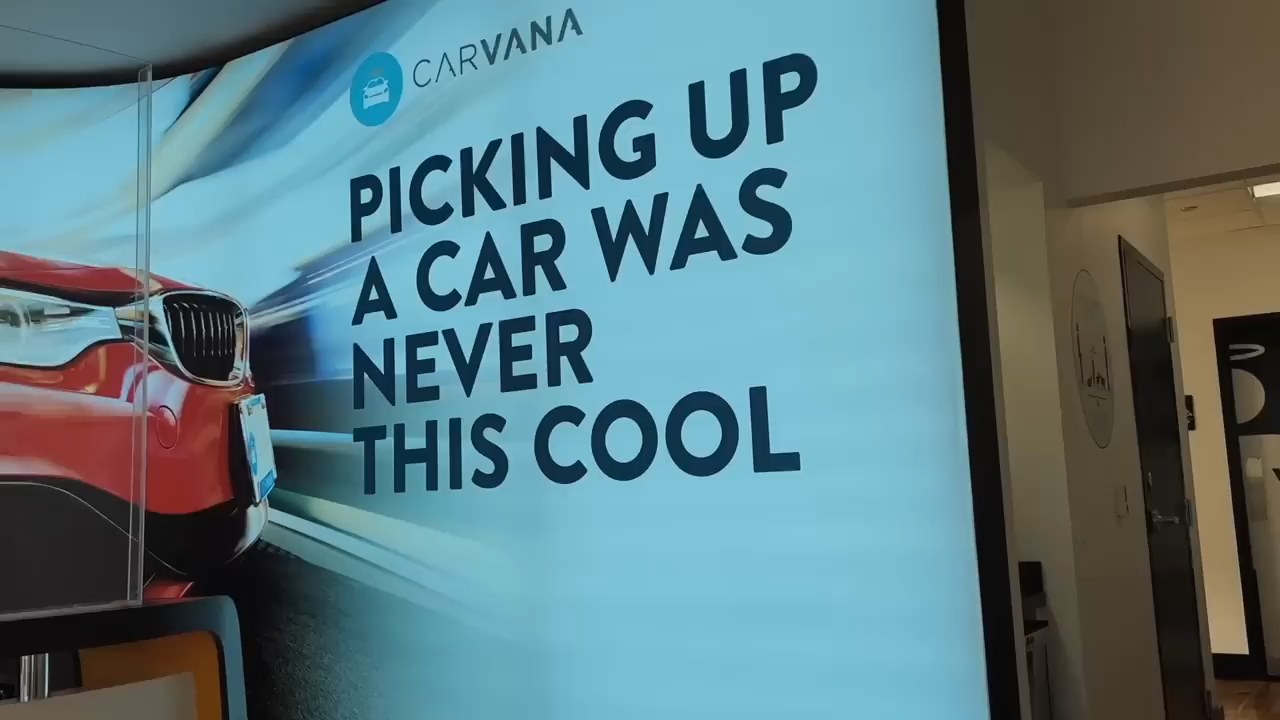 CARVANA
PICKING UP
A CAR WAS
NEVER
THIS COOL